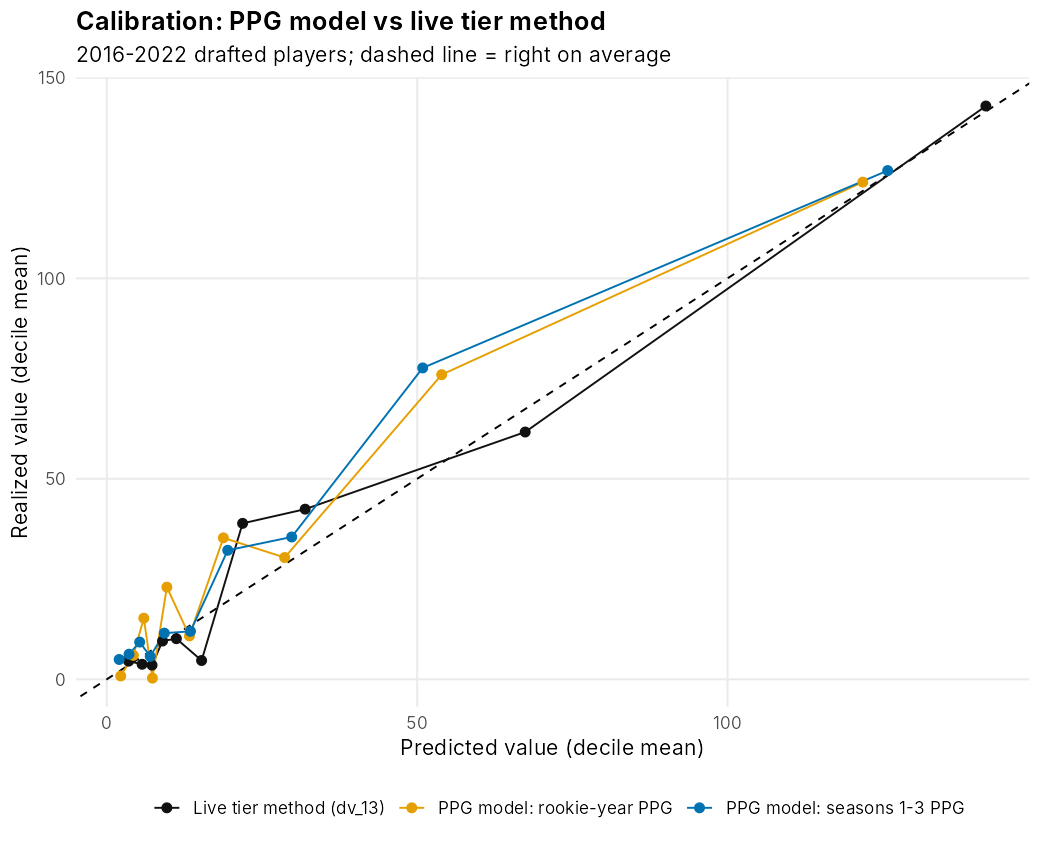 Calibration: PPG model vs live tier method
2016-2022 drafted players; dashed line = right on average
150
100
50
0
Realized value (decile mean)
0
50
100
Predicted value (decile mean)
Live tier method (dv_13)
PPG model: rookie-year PPG
PPG model: seasons 1-3 PPG